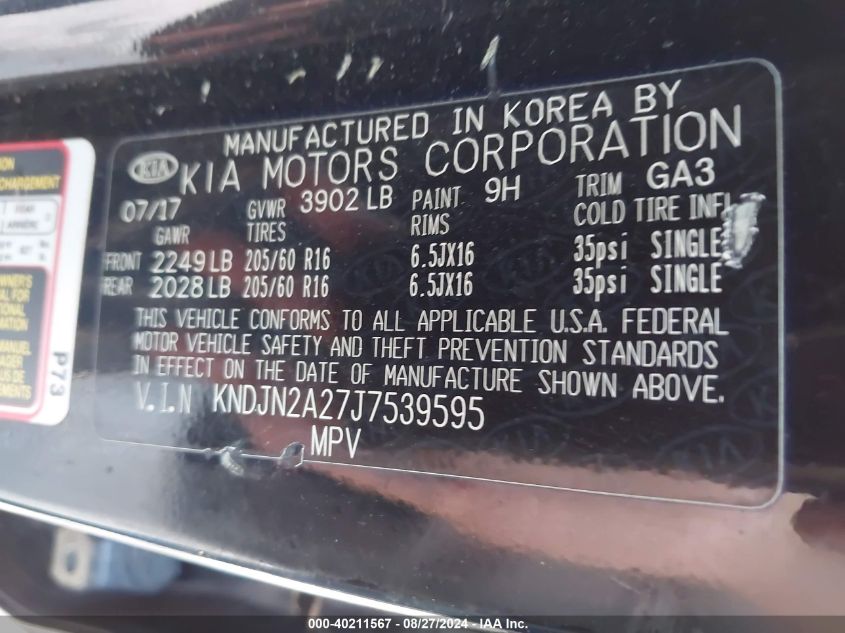 MANUFACTURED IN KOREA BY
KIA KIA MOTORS CORPORATION
07/17 GVWR 3902 LB PAINT 9H TRIM GA3
GAWR TIRES RIMS COLD TIRE INFL
FRONT 2249 LB 205/60 R16 6.5JX16 35psi SINGLE
REAR 2028 LB 205/60 R16 6.5JX16 35psi SINGLE
THIS VEHICLE CONFORMS TO ALL APPLICABLE U.S.A. FEDERAL
MOTOR VEHICLE SAFETY AND THEFT PREVENTION STANDARDS
IN EFFECT ON THE DATE OF MANUFACTURE SHOWN ABOVE.
V.I.N KNDJN2A27J7539595
MPV
P73
000-40211567 - 08/27/2024 - IAA Inc.